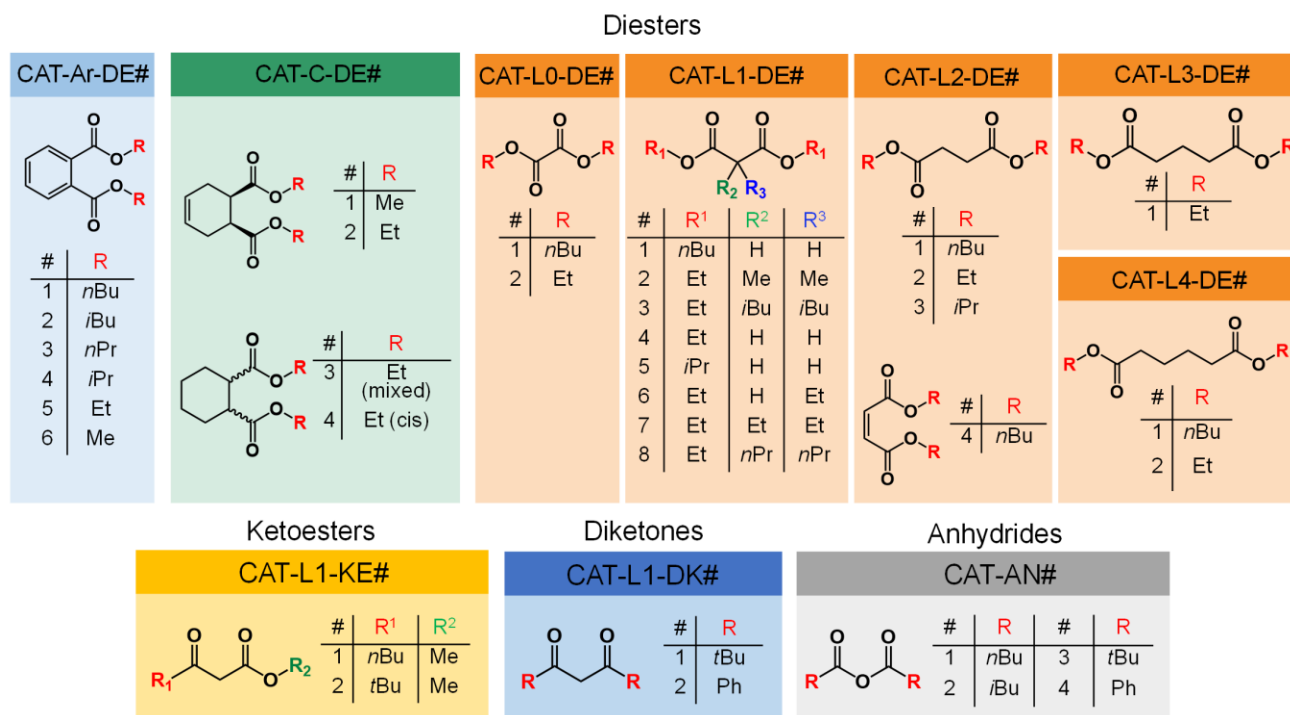 Diesters
CAT-Ar-DE#
O
O
R
O
O
R
# R
1 nBu
2 iBu
3 nPr
4 iPr
5 Et
6 Me
CAT-C-DE#
O
O
R
O
R
O
# R
1 Me
2 Et
O
O
R
O
R
O
# R
3 Et
(mixed)
4 Et (cis)
CAT-L0-DE#
O
R
O
O
R
O
# R
1 nBu
2 Et
CAT-L1-DE#
O O
R1
O
O
R1
R2 R3
# R1 R2 R3
1 nBu H H
2 Et Me Me
3 Et iBu iBu
4 Et H H
5 iPr H H
6 Et H Et
7 Et Et Et
8 Et nPr nPr
CAT-L2-DE#
O
R
O
O
R
O
# R
1 nBu
2 Et
3 iPr
O
O
R
O
R
O
# R
4 nBu
CAT-L3-DE#
O O
R
O
O
R
# R
1 Et
CAT-L4-DE#
O
R
O
O
R
O
# R
1 nBu
2 Et
Ketoesters
CAT-L1-KE#
O O
R1
O
R2
# R1 R2
1 nBu Me
2 tBu Me
Diketones
CAT-L1-DK#
O O
R R
# R
1 tBu
2 Ph
Anhydrides
CAT-AN#
O O
R
O
R
# R # R
1 nBu 3 tBu
2 iBu 4 Ph